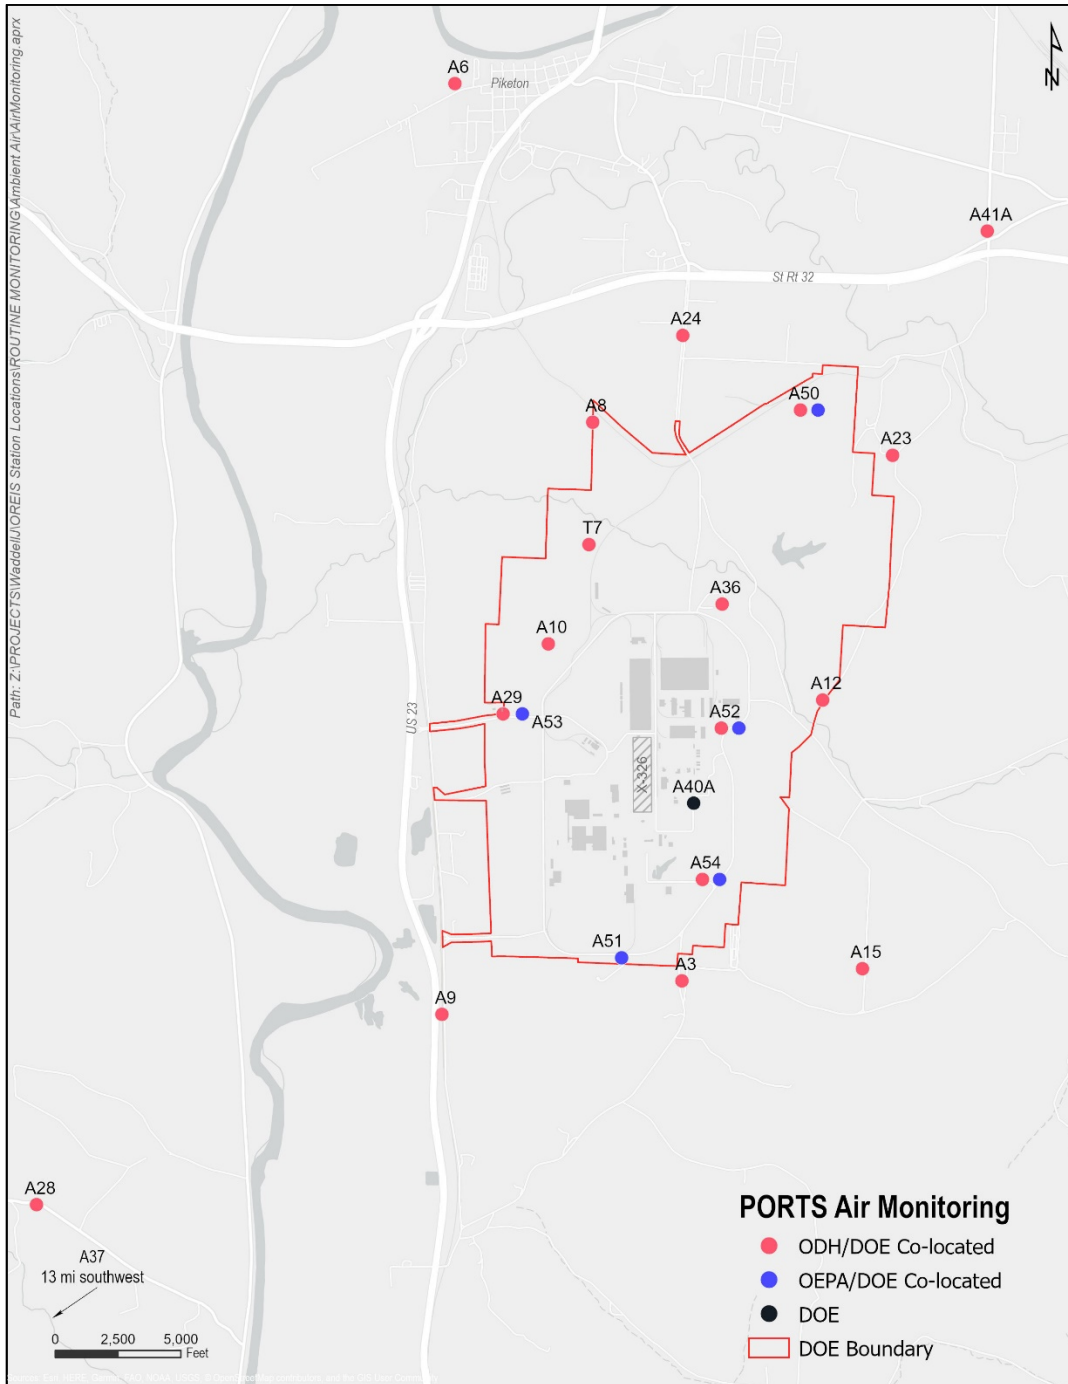 Path: Z:\PROJECTS\Waddell\J\OREIS Station Locations\ROUTINE MONITORING\Ambient Air\AirMonitoring.aprx
A6
Piketon
N
A41A
St Rt 32
A24
A50
A8
A23
T7
A36
A10
A12
A29
A53
A52
US 23
X-326
A40A
A54
A51
A15
A3
A9
A28
A37
13 mi southwest
0 2,500 5,000
Feet
PORTS Air Monitoring
ODH/DOE Co-located
OEPA/DOE Co-located
DOE
DOE Boundary